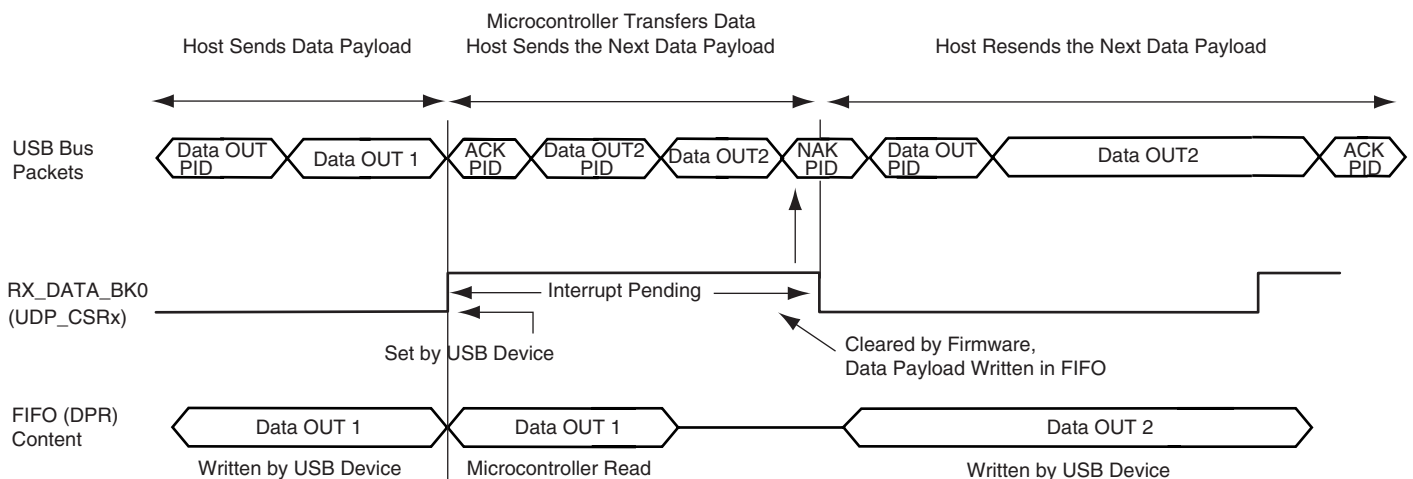 Microcontroller Transfers Data
Host Sends Data Payload
Host Sends the Next Data Payload
Host Resends the Next Data Payload
USB Bus
Packets
Data OUT
PID
Data OUT 1
ACK
PID
Data OUT2
PID
Data OUT2
NAK
PID
Data OUT
PID
Data OUT2
ACK
PID
RX_DATA_BK0
(UDP_CSRx)
Interrupt Pending
Set by USB Device
Cleared by Firmware,
Data Payload Written in FIFO
FIFO (DPR)
Content
Data OUT 1
Data OUT 1
Data OUT 2
Written by USB Device
Microcontroller Read
Written by USB Device